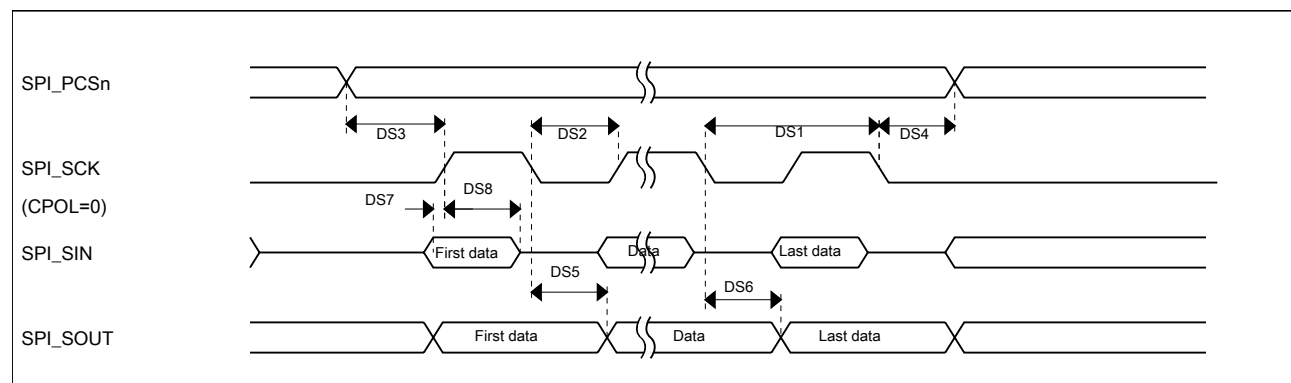 SPI_PCSn
DS3
DS2
DS1
DS4
SPI_SCK
(CPOL=0)
DS7
DS8
SPI_SIN
First data
Data
Last data
DS5
DS6
SPI_SOUT
First data
Data
Last data